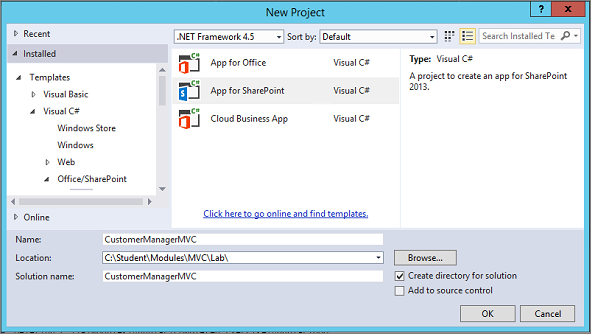 New Project
? X
Recent
Installed
Templates
Visual Basic
Visual C#
Windows Store
Windows
Web
Office/SharePoint
Online
.NET Framework 4.5
Sort by: Default
Search Installed Te
C# App for Office Visual C#
C# App for SharePoint Visual C#
C# Cloud Business App Visual C#
Click here to go online and find templates.
Type: Visual C#
A project to create an app for SharePoint
2013.
Name: CustomerManagerMVC
Location: C:\Student\Modules\MVC\Lab\ Browse...
Solution name: CustomerManagerMVC
Create directory for solution
Add to source control
OK Cancel